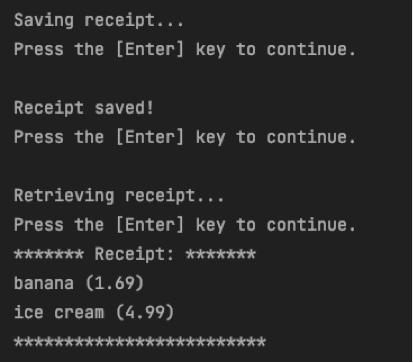 Saving receipt...
Press the [Enter] key to continue.
Receipt saved!
Press the [Enter] key to continue.
Retrieving receipt...
Press the [Enter] key to continue.
******* Receipt: *******
banana (1.69)
ice cream (4.99)
*************************